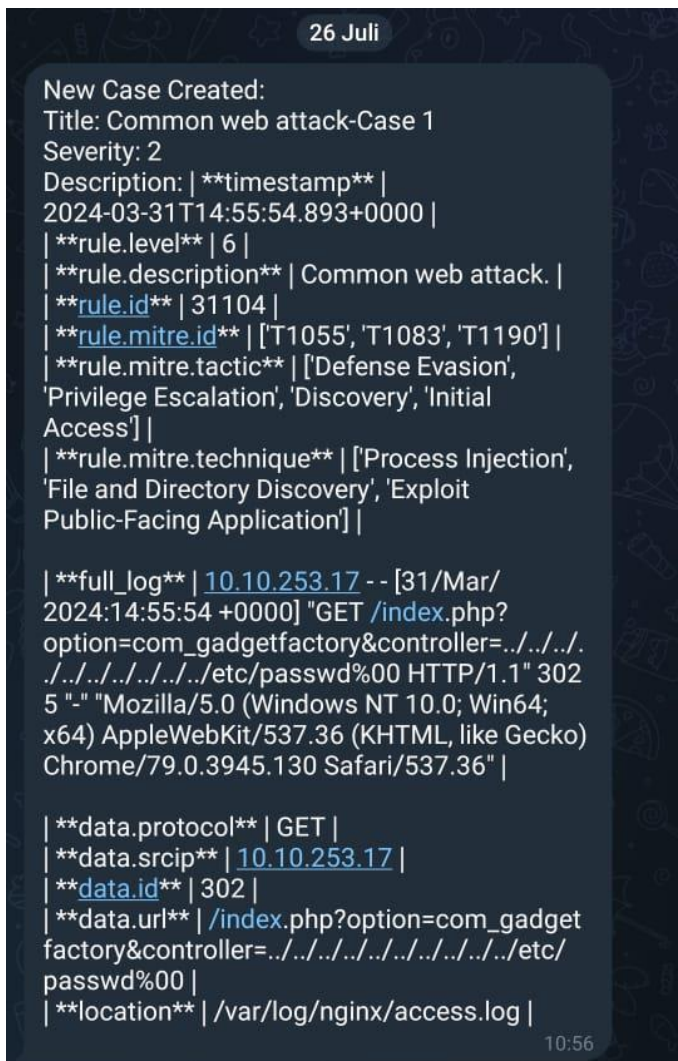 26 Juli
New Case Created:
Title: Common web attack-Case 1
Severity: 2
Description: | **timestamp** |
2024-03-31T14:55:54.893+0000 |
| **rule.level** | 6 |
| **rule.description** | Common web attack. |
| **rule.id** | 31104 |
| **rule.mitre.id** | ['T1055', 'T1083', 'T1190'] |
| **rule.mitre.tactic** | ['Defense Evasion',
'Privilege Escalation', 'Discovery', 'Initial
Access'] |
| **rule.mitre.technique** | ['Process Injection',
'File and Directory Discovery', 'Exploit
Public-Facing Application'] |
| **full_log** | 10.10.253.17 - - [31/Mar/
2024:14:55:54 +0000] "GET /index.php?
option=com_gadgetfactory&controller=../../../.
./../../../../../../etc/passwd%00 HTTP/1.1" 302
5 "-" "Mozilla/5.0 (Windows NT 10.0; Win64;
x64) AppleWebKit/537.36 (KHTML, like Gecko)
Chrome/79.0.3945.130 Safari/537.36" |
| **data.protocol** | GET |
| **data.srcip** | 10.10.253.17 |
| **data.id** | 302 |
| **data.url** | /index.php?option=com_gadget
factory&controller=../../../../../../../../../../etc/
passwd%00 |
| **location** | /var/log/nginx/access.log |
10:56